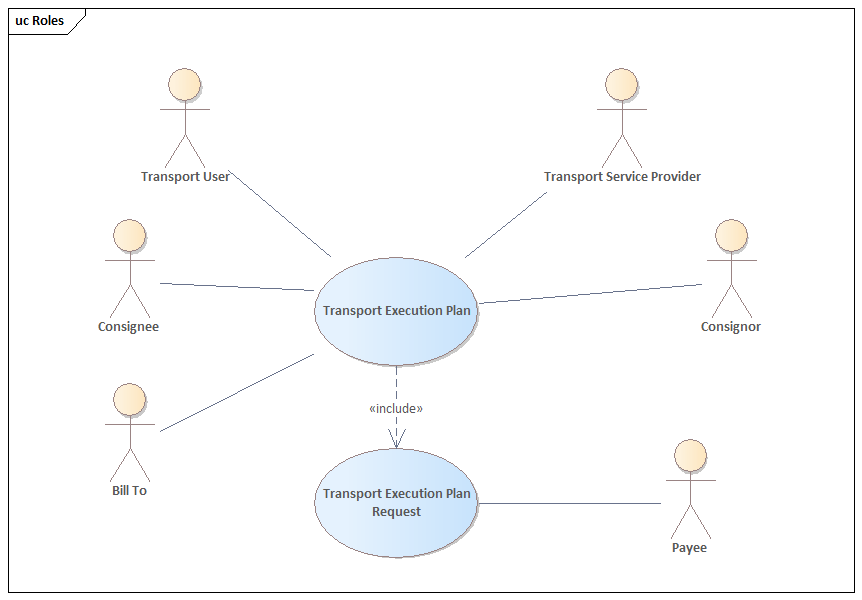 uc Roles
Transport User
Transport Service Provider
Consignee
Transport Execution Plan
Consignor
«include»
Bill To
Transport Execution Plan
Request
Payee